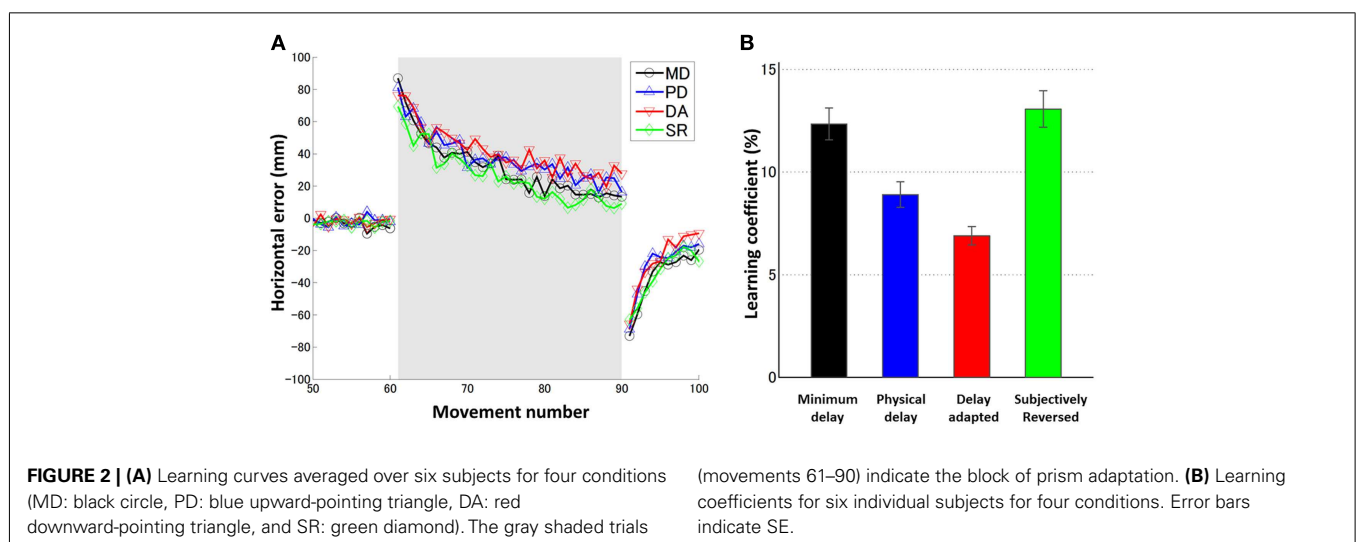 A
B
100
80
60
40
20
0
−20
−40
−60
−80
−100
50
60
70
80
90
100
Horizontal error (mm)
Movement number
MD
PD
DA
SR
15
10
5
0
Learning coefficient (%)
Minimum delay
Physical delay
Delay adapted
Subjectively Reversed
FIGURE 2 | (A) Learning curves averaged over six subjects for four conditions
(MD: black circle, PD: blue upward-pointing triangle, DA: red
downward-pointing triangle, and SR: green diamond). The gray shaded trials
(movements 61–90) indicate the block of prism adaptation. (B) Learning
coefficients for six individual subjects for four conditions. Error bars
indicate SE.